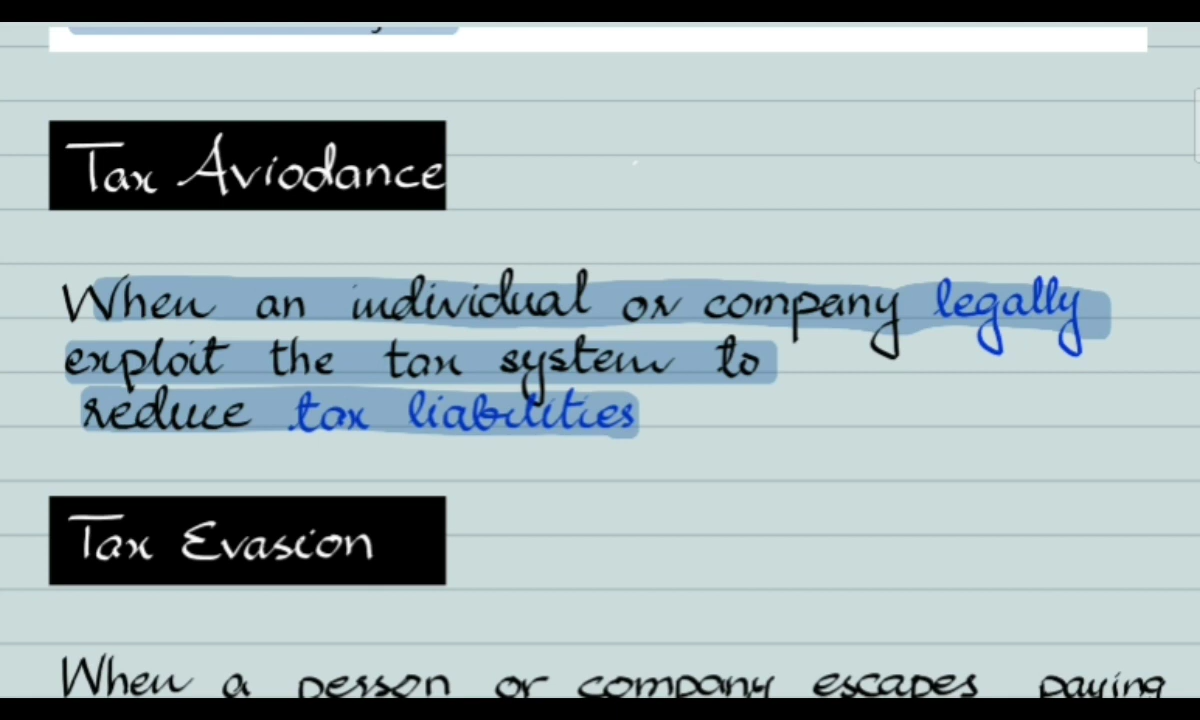 Tax Aviodance
When an individual or company legally
exploit the tax system to
reduce tax liabilities
Tax Evasion
When a person or company escapes paying